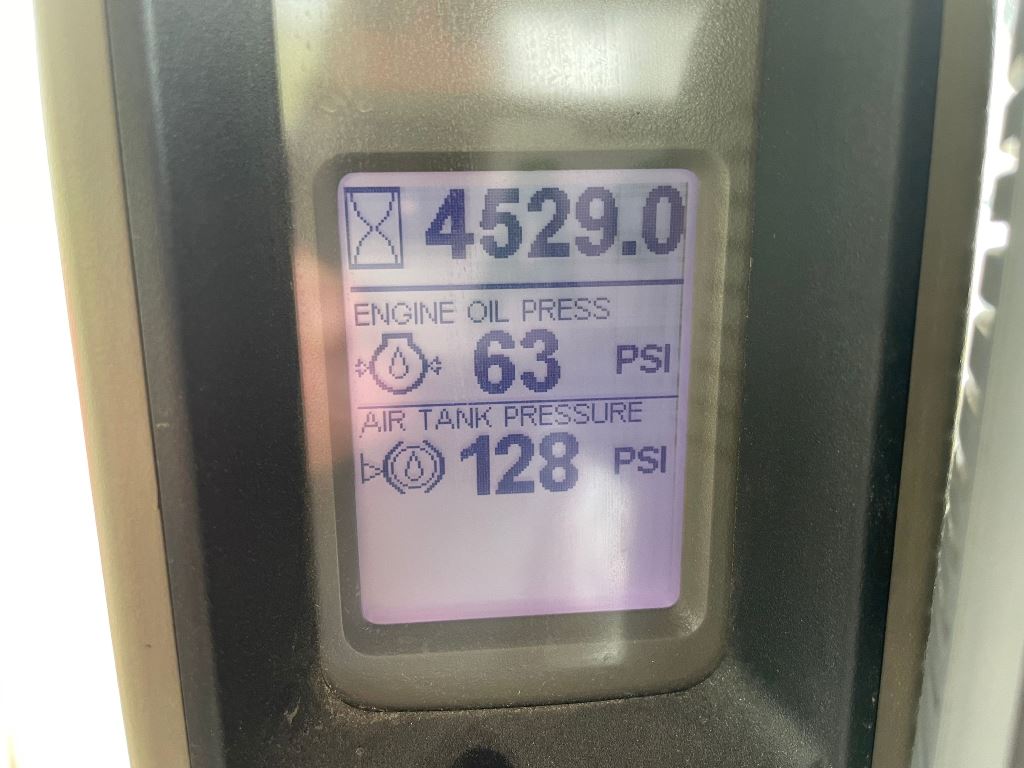 4529.0
ENGINE OIL PRESS
63 PSI
AIR TANK PRESSURE
128 PSI